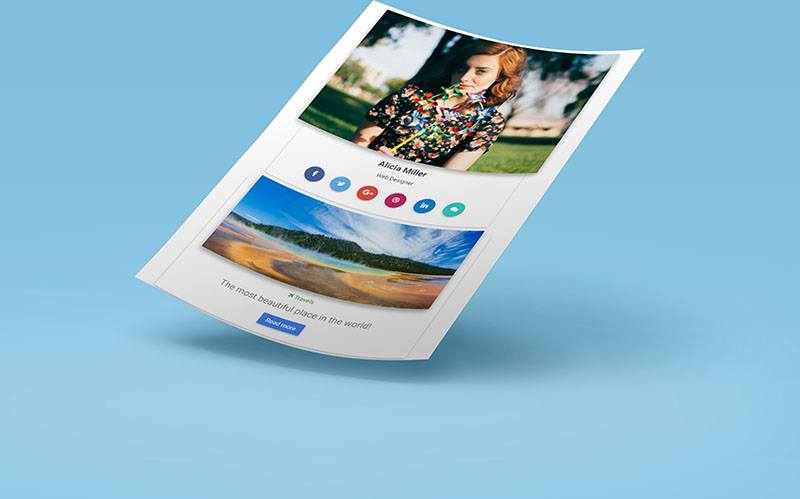 Alicia Miller
Web Designer
f
G+
in
Travels
The most beautiful place in the world!
Read more